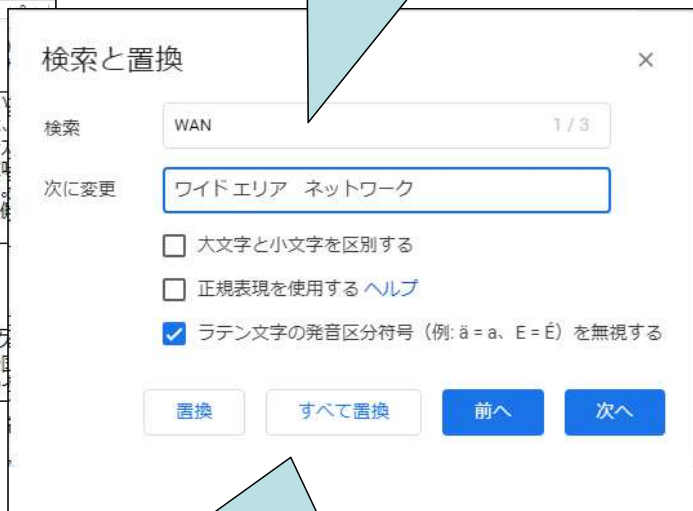 検索と置換 ×
検索 WAN 1 / 3
次に変更 ワイド エリア　ネットワーク
大文字と小文字を区別する
正規表現を使用する ヘルプ
ラテン文字の発音区分符号（例: ä = a、E = É）を無視する
置換 すべて置換 前へ 次へ